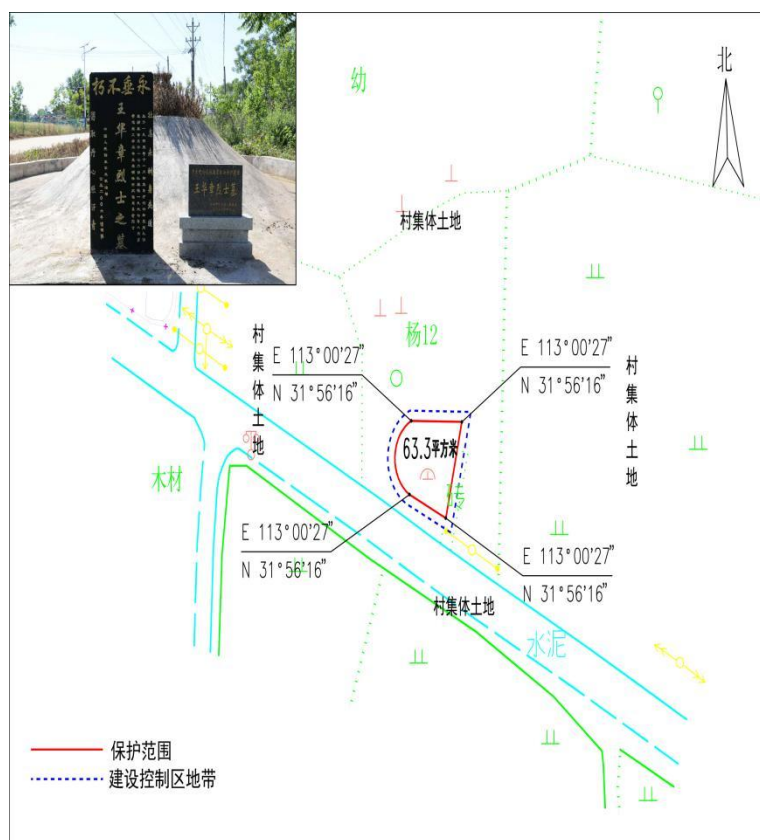 永垂不朽
王华章烈士之墓
王华章烈士墓
幼
北
村集体土地
杨12
村集体土地
E 113°00'27"
N 31°56'16"
E 113°00'27"
N 31°56'16"
村集体土地
63.3平方米
砖
木材
E 113°00'27"
N 31°56'16"
E 113°00'27"
N 31°56'16"
村集体土地
水泥
保护范围
建设控制区地带